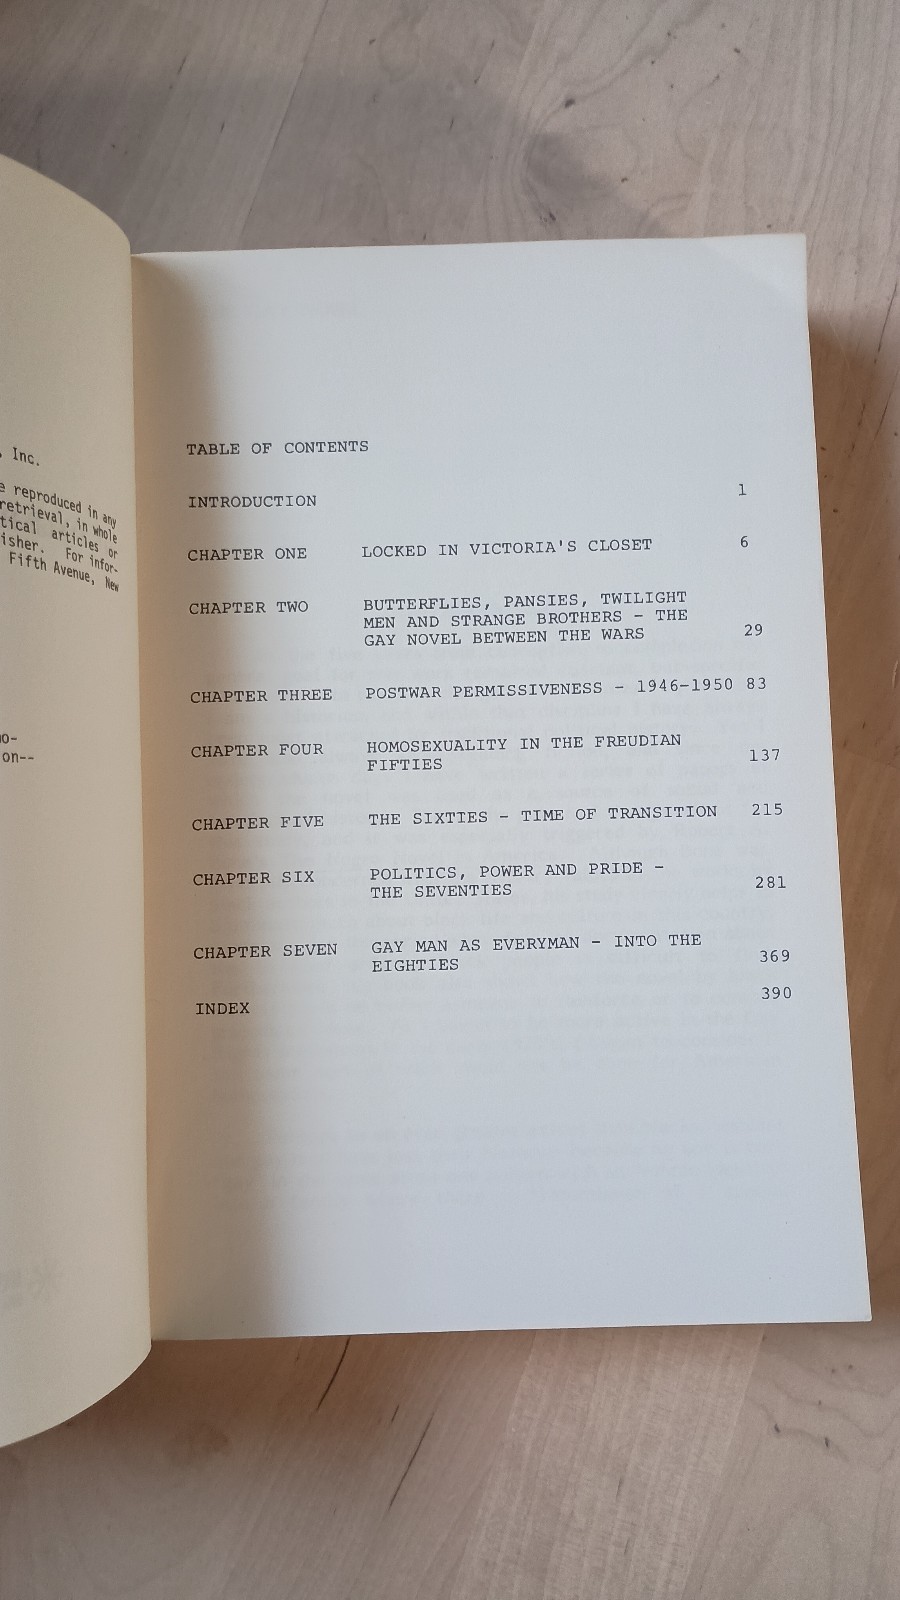 , Inc.
e reproduced in any
retrieval, in whole
tical articles or
isher. For infor-
Fifth Avenue, New
no-
on--
TABLE OF CONTENTS
INTRODUCTION 1
CHAPTER ONE LOCKED IN VICTORIA'S CLOSET 6
CHAPTER TWO BUTTERFLIES, PANSIES, TWILIGHT
MEN AND STRANGE BROTHERS - THE
GAY NOVEL BETWEEN THE WARS 29
CHAPTER THREE POSTWAR PERMISSIVENESS - 1946-1950 83
CHAPTER FOUR HOMOSEXUALITY IN THE FREUDIAN
FIFTIES 137
CHAPTER FIVE THE SIXTIES - TIME OF TRANSITION 215
CHAPTER SIX POLITICS, POWER AND PRIDE -
THE SEVENTIES 281
CHAPTER SEVEN GAY MAN AS EVERYMAN - INTO THE
EIGHTIES 369
INDEX 390